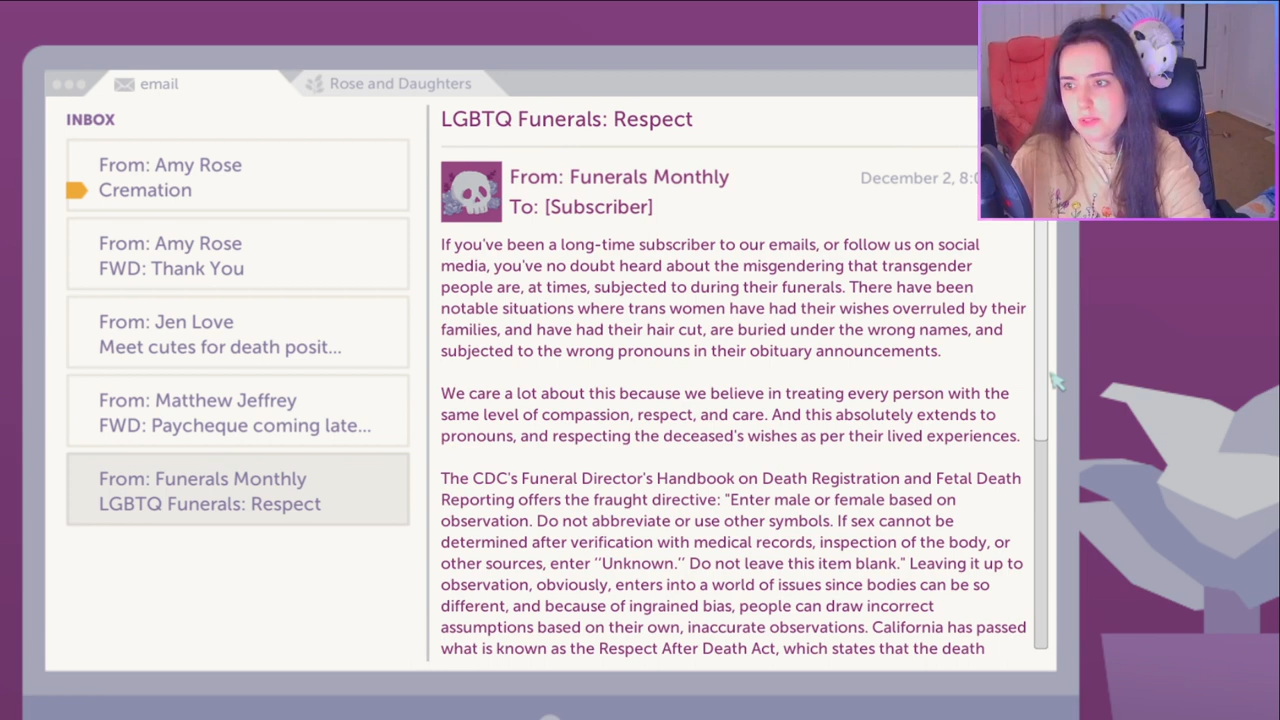 email
Rose and Daughters
INBOX
From: Amy Rose
Cremation
From: Amy Rose
FWD: Thank You
From: Jen Love
Meet cutes for death posit...
From: Matthew Jeffrey
FWD: Paycheque coming late...
From: Funerals Monthly
LGBTQ Funerals: Respect
LGBTQ Funerals: Respect
From: Funerals Monthly
December 2, 8:0
To: [Subscriber]
If you've been a long-time subscriber to our emails, or follow us on social
media, you've no doubt heard about the misgendering that transgender
people are, at times, subjected to during their funerals. There have been
notable situations where trans women have had their wishes overruled by their
families, and have had their hair cut, are buried under the wrong names, and
subjected to the wrong pronouns in their obituary announcements.
We care a lot about this because we believe in treating every person with the
same level of compassion, respect, and care. And this absolutely extends to
pronouns, and respecting the deceased's wishes as per their lived experiences.
The CDC's Funeral Director's Handbook on Death Registration and Fetal Death
Reporting offers the fraught directive: "Enter male or female based on
observation. Do not abbreviate or use other symbols. If sex cannot be
determined after verification with medical records, inspection of the body, or
other sources, enter ''Unknown.'' Do not leave this item blank." Leaving it up to
observation, obviously, enters into a world of issues since bodies can be so
different, and because of ingrained bias, people can draw incorrect
assumptions based on their own, inaccurate observations. California has passed
what is known as the Respect After Death Act, which states that the death